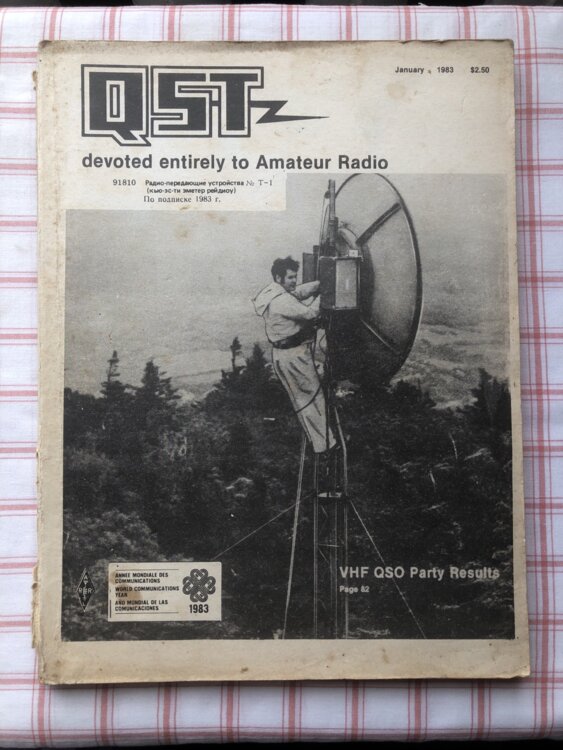 QST
January 1983 $2.50
devoted entirely to Amateur Radio
91810 Радио-передающие устройства № Т-1
(кью-эс-ти эметер рейдиоу)
По подписке 1983 г.
VHF QSO Party Results
Page 82
ANNÉE MONDIALE DES
COMMUNICATIONS
WORLD COMMUNICATIONS
YEAR
AÑO MUNDIAL DE LAS
COMUNICACIONES
1983